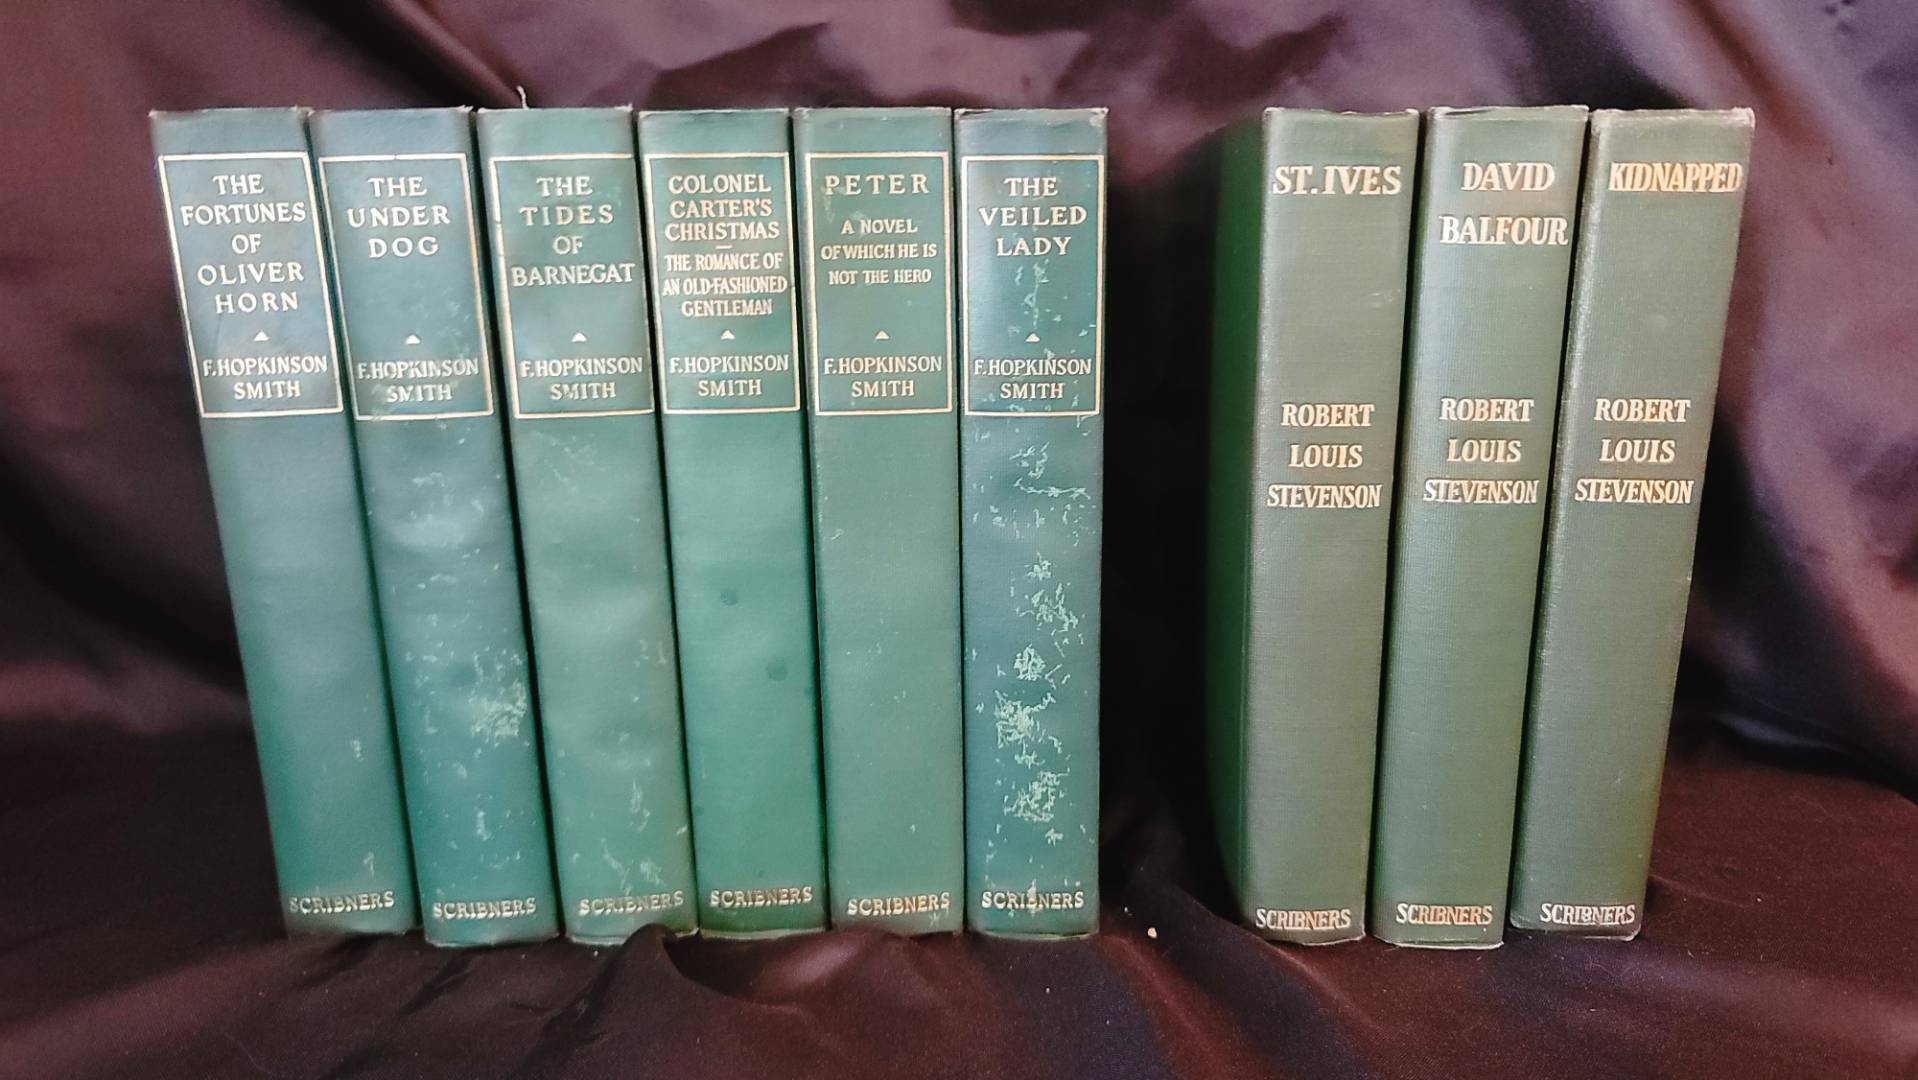 THE
FORTUNES
OF
OLIVER
HORN
F. HOPKINSON
SMITH
SCRIBNERS
THE
UNDER
DOG
F. HOPKINSON
SMITH
SCRIBNERS
THE
TIDES
OF
BARNEGAT
F. HOPKINSON
SMITH
SCRIBNERS
COLONEL
CARTER'S
CHRISTMAS
THE ROMANCE OF
AN OLD-FASHIONED
GENTLEMAN
F. HOPKINSON
SMITH
SCRIBNERS
PETER
A NOVEL
OF WHICH HE IS
NOT THE HERO
F. HOPKINSON
SMITH
SCRIBNERS
THE
VEILED
LADY
F. HOPKINSON
SMITH
SCRIBNERS
ST. IVES
ROBERT
LOUIS
STEVENSON
SCRIBNERS
DAVID
BALFOUR
ROBERT
LOUIS
STEVENSON
SCRIBNERS
KIDNAPPED
ROBERT
LOUIS
STEVENSON
SCRIBNERS